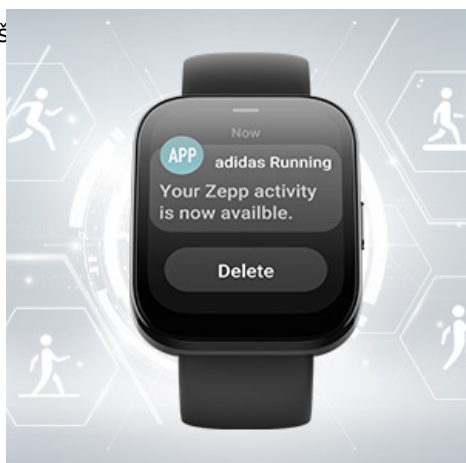 š
Now
APP adidas Running
Your Zepp activity
is now availble.
Delete